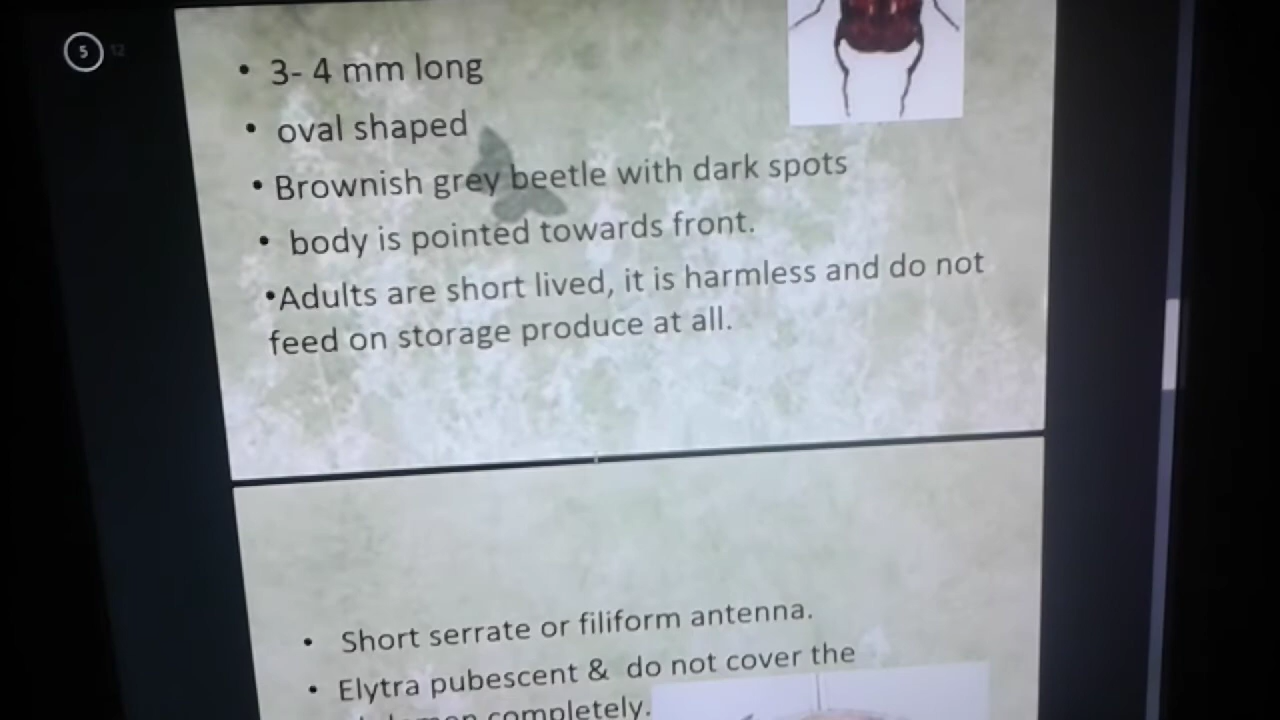 5 12
• 3- 4 mm long
• oval shaped
• Brownish grey beetle with dark spots
• body is pointed towards front.
•Adults are short lived, it is harmless and do not
feed on storage produce at all.
• Short serrate or filiform antenna.
• Elytra pubescent & do not cover the
completely.